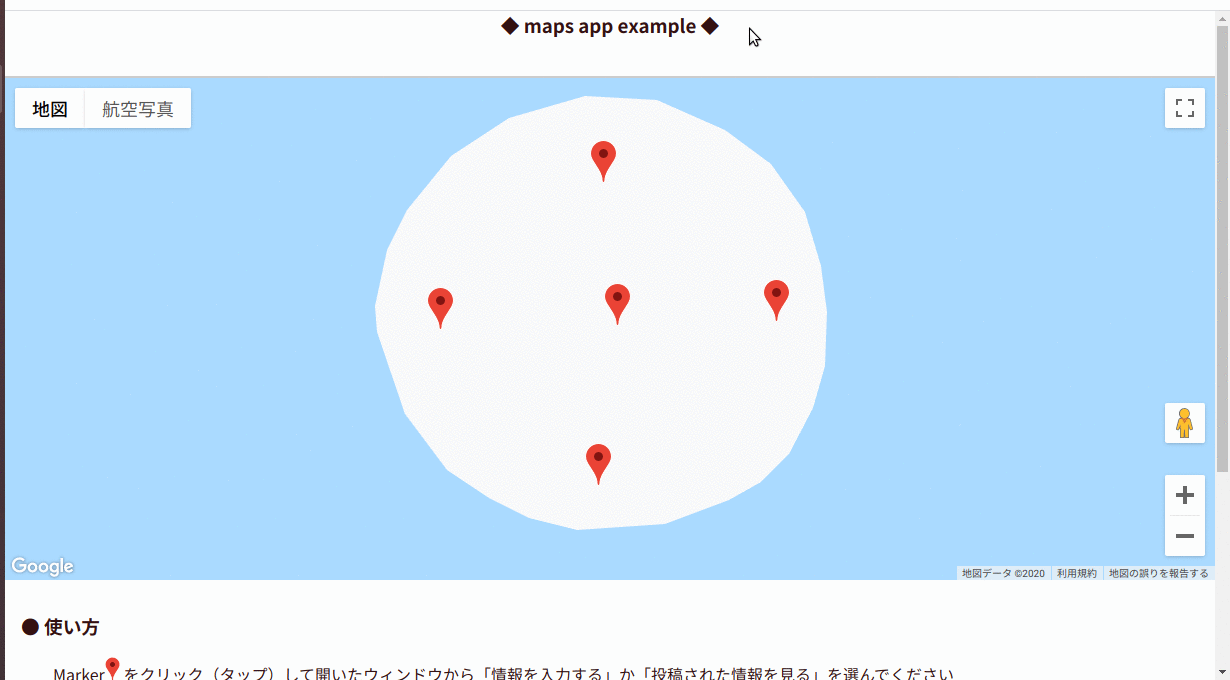 ◆ maps app example ◆
地図 航空写真
Google
地図データ ©2020 利用規約 地図の誤りを報告する
● 使い方
Marker をクリック（タップ）して開いたウィンドウから「情報を入力する」か「投稿された情報を見る」を選んでください